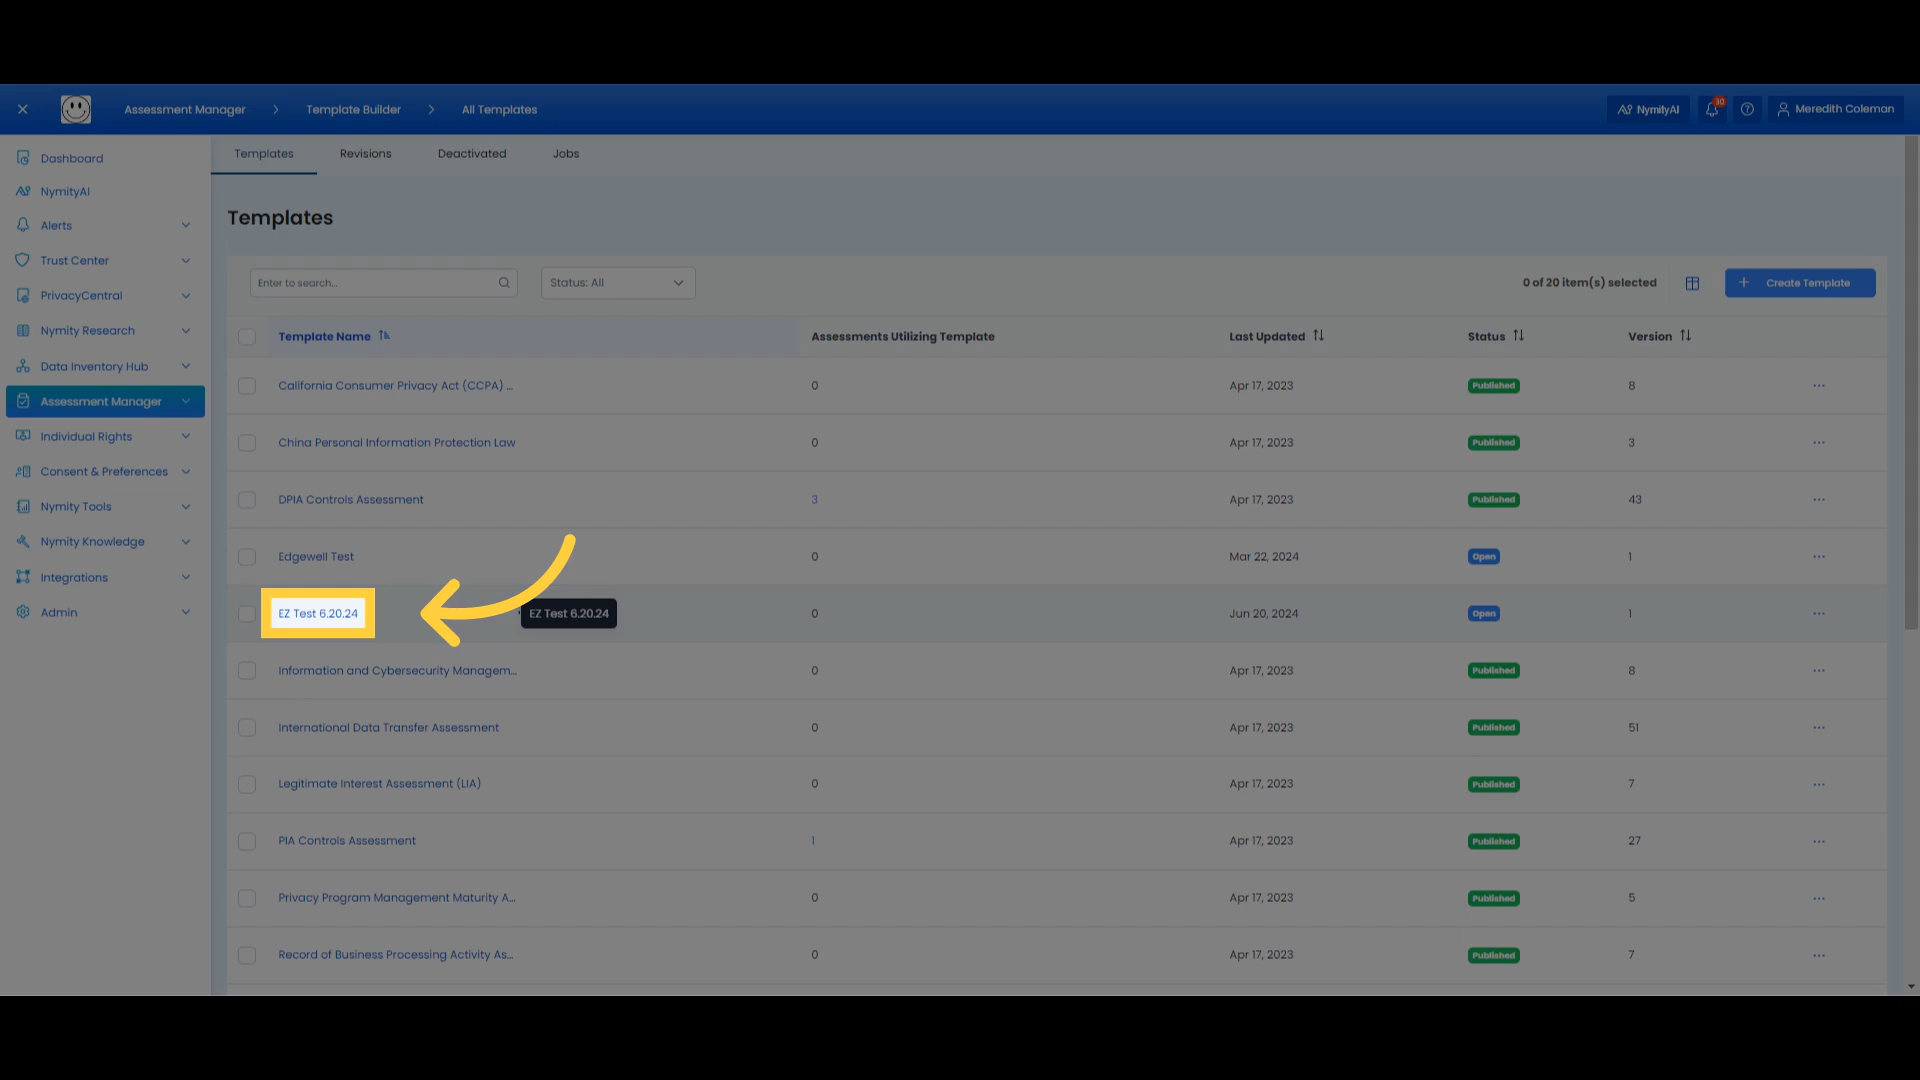 Assessment Manager > Template Builder > All Templates
NymityAI 30 Meredith Coleman
Dashboard
NymityAI
Alerts
Trust Center
PrivacyCentral
Nymity Research
Data Inventory Hub
Assessment Manager
Individual Rights
Consent & Preferences
Nymity Tools
Nymity Knowledge
Integrations
Admin
Templates Revisions Deactivated Jobs
Templates
Enter to search... Status: All 0 of 20 item(s) selected + Create Template
Template Name Assessments Utilizing Template Last Updated Status Version
California Consumer Privacy Act (CCPA) ... 0 Apr 17, 2023 Published 8 ...
China Personal Information Protection Law 0 Apr 17, 2023 Published 3 ...
DPIA Controls Assessment 3 Apr 17, 2023 Published 43 ...
Edgewell Test 0 Mar 22, 2024 Open 1 ...
EZ Test 6.20.24 EZ Test 6.20.24 0 Jun 20, 2024 Open 1 ...
Information and Cybersecurity Managem... 0 Apr 17, 2023 Published 8 ...
International Data Transfer Assessment 0 Apr 17, 2023 Published 51 ...
Legitimate Interest Assessment (LIA) 0 Apr 17, 2023 Published 7 ...
PIA Controls Assessment 1 Apr 17, 2023 Published 27 ...
Privacy Program Management Maturity A... 0 Apr 17, 2023 Published 5 ...
Record of Business Processing Activity As... 0 Apr 17, 2023 Published 7 ...